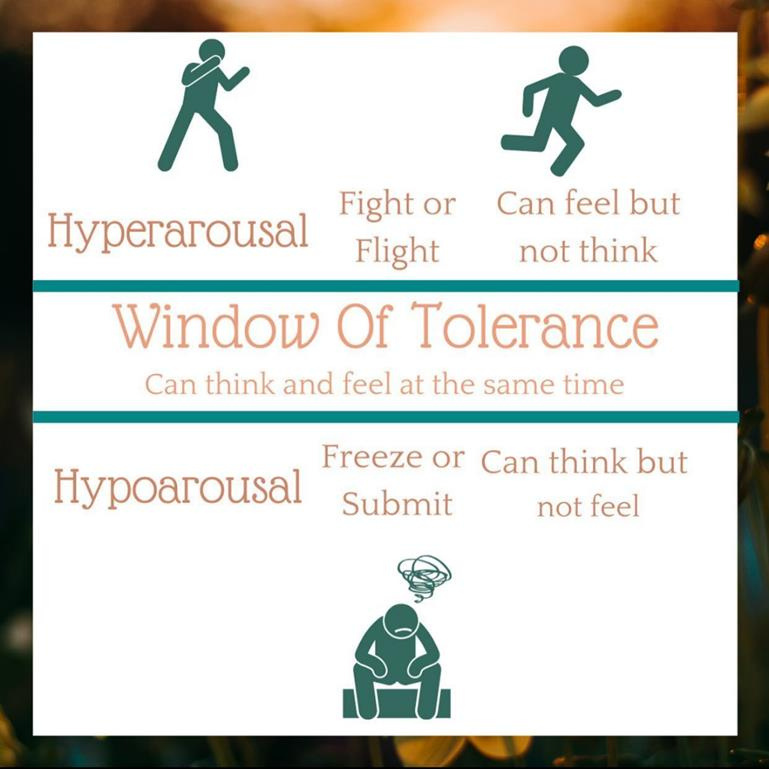 Hyperarousal
Fight or
Flight
Can feel but
not think
Window Of Tolerance
Can think and feel at the same time
Hypoarousal
Freeze or
Submit
Can think but
not feel